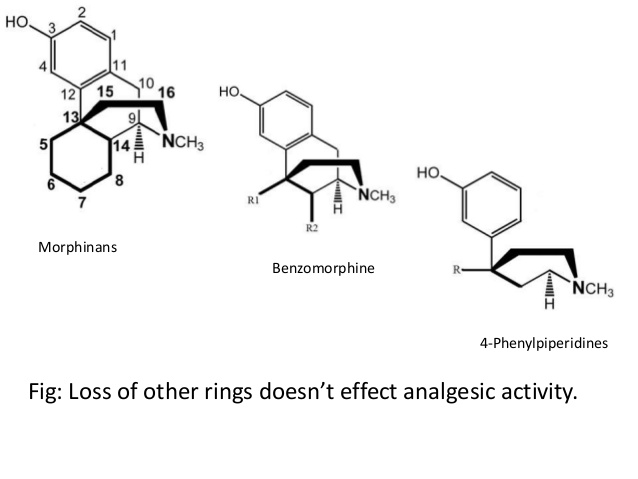 HO
2
3
1
4
11
10
12
15
16
13
9
5
14
NCH3
H
6
8
7
Morphinans
HO
R1
R2
H
NCH3
Benzomorphine
HO
R
NCH3
H
4-Phenylpiperidines
Fig: Loss of other rings doesn’t effect analgesic activity.